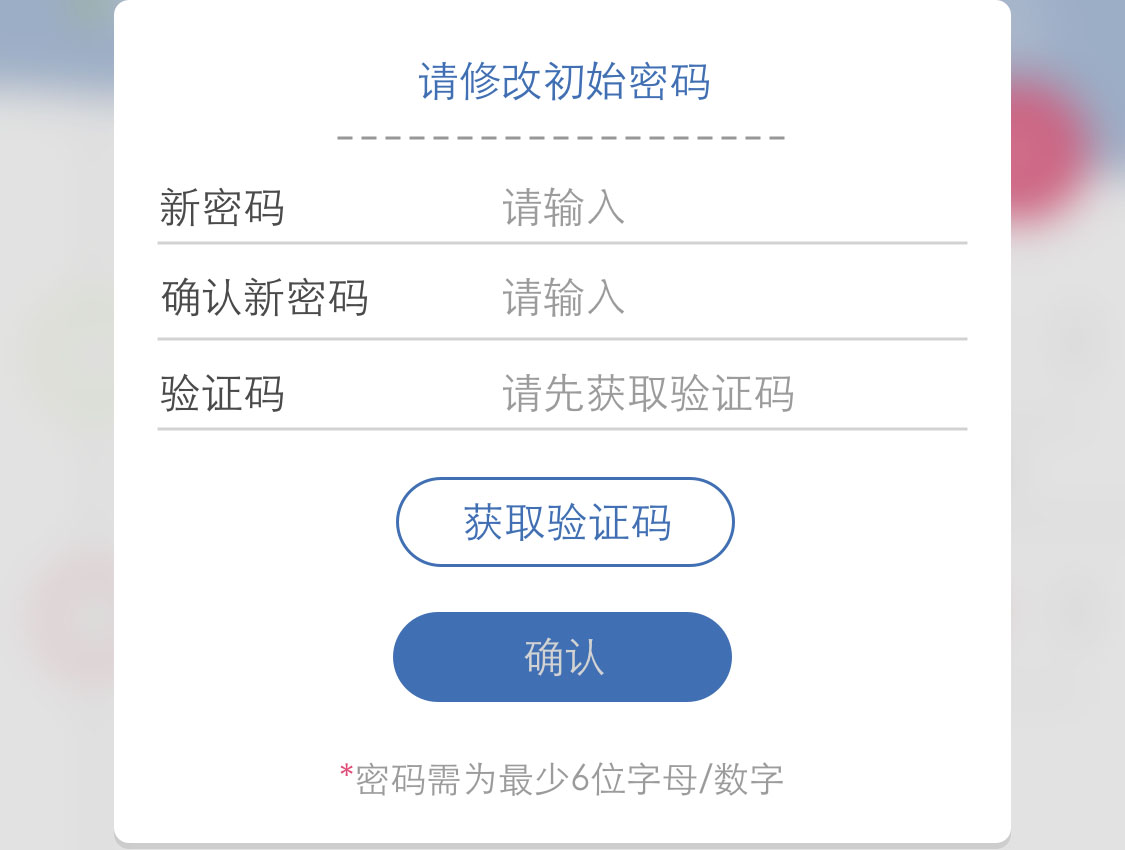 请修改初始密码
新密码 请输入
确认新密码 请输入
验证码 请先获取验证码
获取验证码
确认
*密码需为最少6位字母/数字